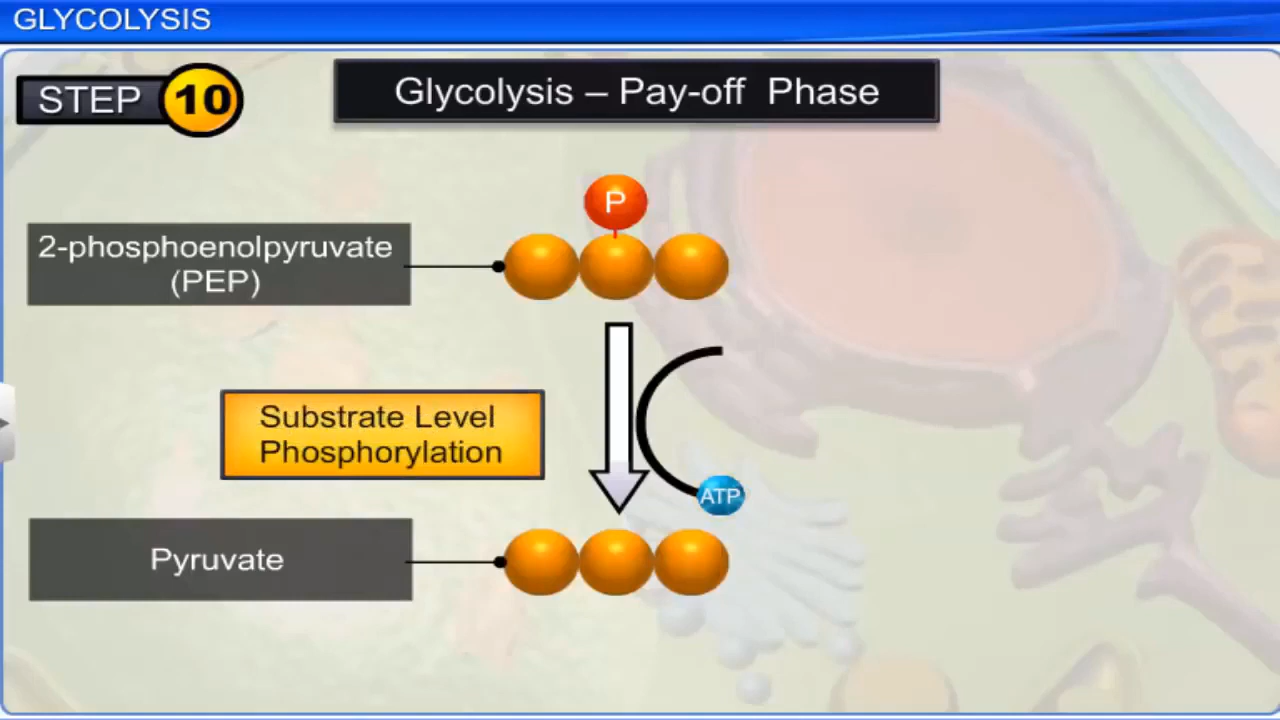 GLYCOLYSIS
STEP 10
Glycolysis – Pay-off Phase
P
2-phosphoenolpyruvate
(PEP)
Substrate Level
Phosphorylation
ATP
Pyruvate